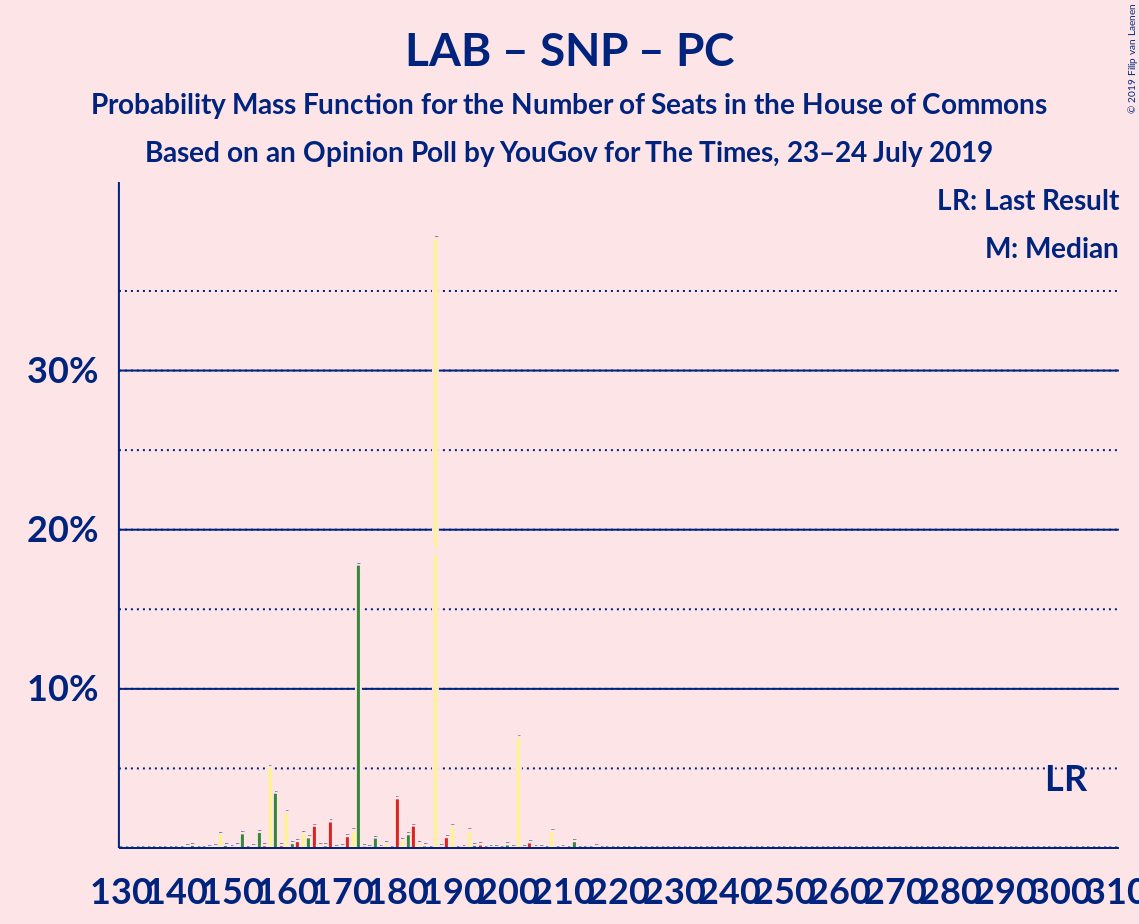 LAB – SNP – PC
Probability Mass Function for the Number of Seats in the House of Commons
Based on an Opinion Poll by YouGov for The Times, 23–24 July 2019
© 2019 Filip van Laenen
LR: Last Result
M: Median
30%
20%
10%
LR
130 140 150 160 170 180 190 200 210 220 230 240 250 260 270 280 290 300 310